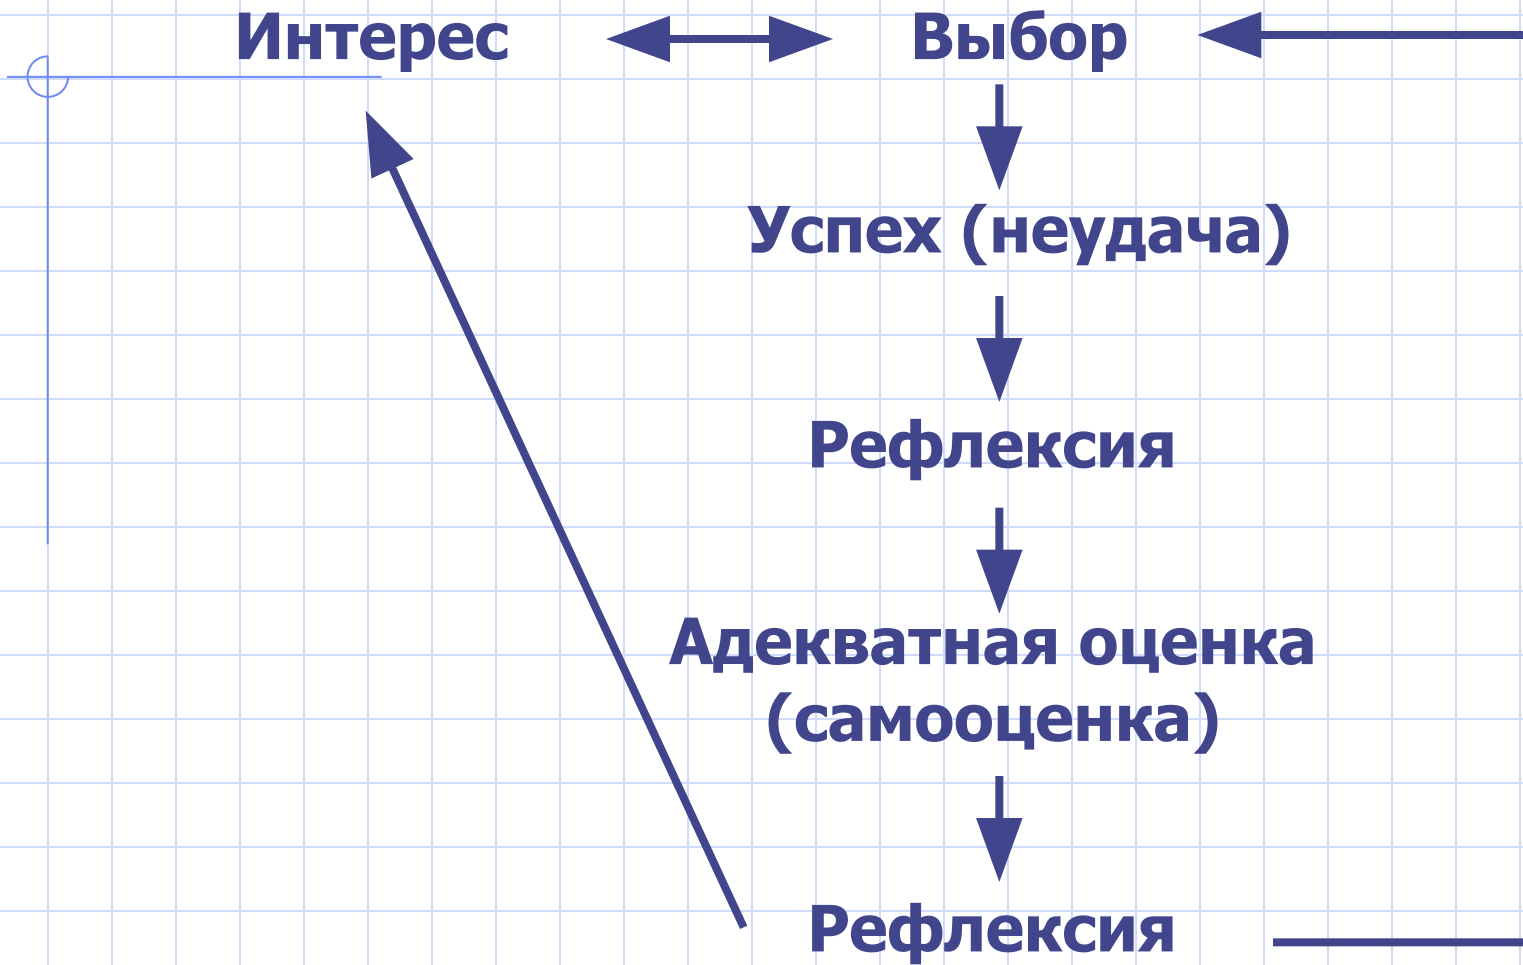 Интерес Выбор
Успех (неудача)
Рефлексия
Адекватная оценка
(самооценка)
Рефлексия